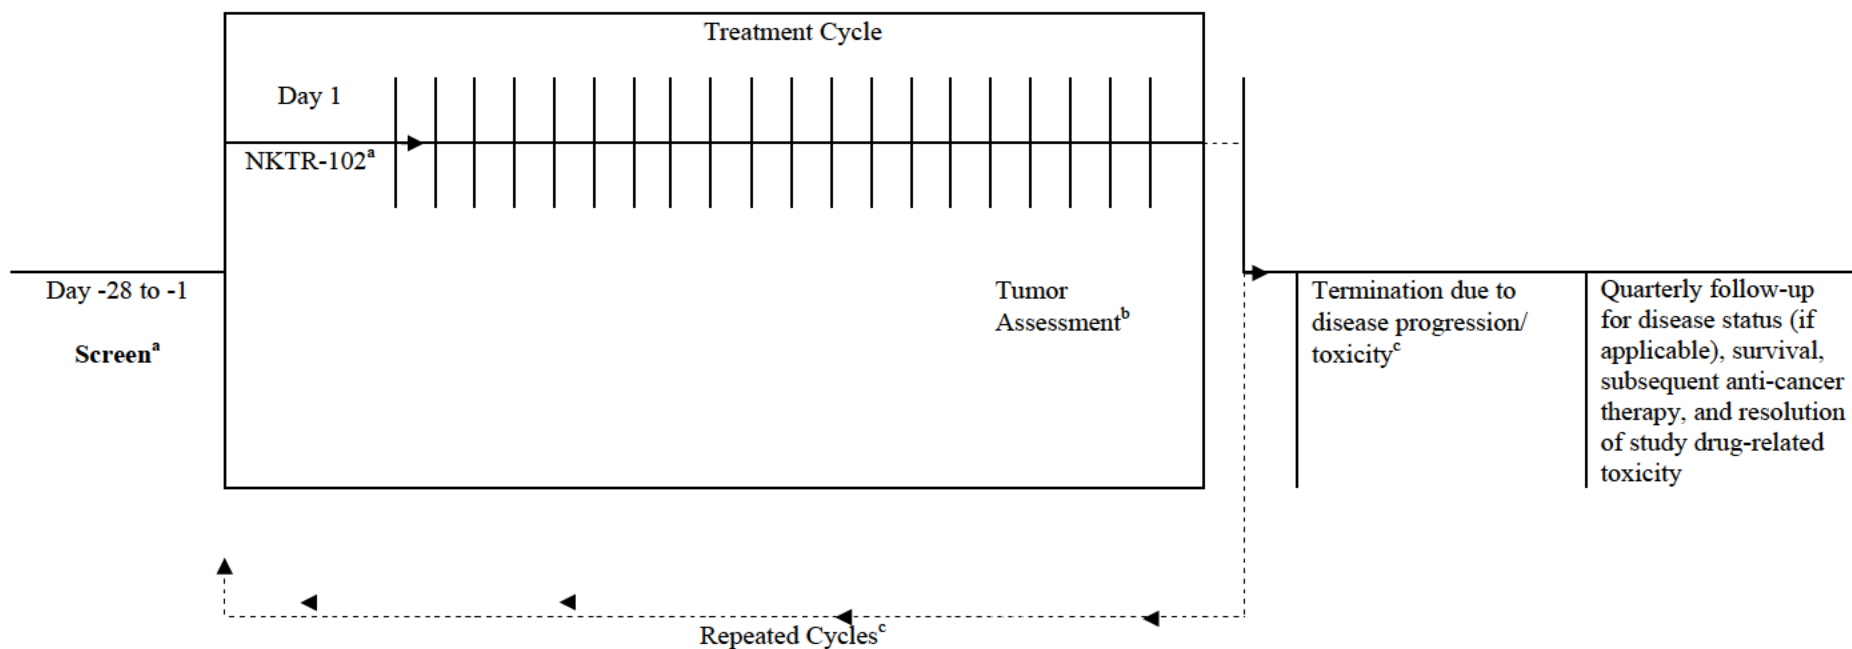 Treatment Cycle
Day 1
NKTR-102a
Day -28 to -1
Screena
Tumor
Assessmentb
Termination due to
disease progression/
toxicityc
Quarterly follow-up
for disease status (if
applicable), survival,
subsequent anti-cancer
therapy, and resolution
of study drug-related
toxicity
Repeated Cyclesc